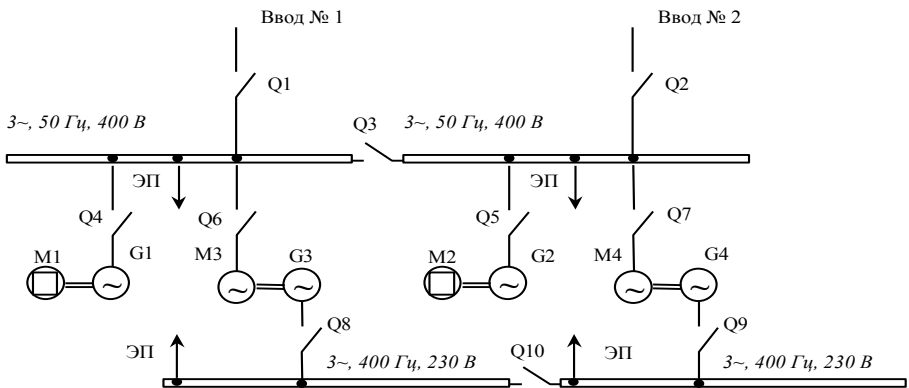 Ввод № 1 Ввод № 2
Q1 Q2
3~, 50 Гц, 400 В Q3 3~, 50 Гц, 400 В
ЭП ЭП
Q4 Q6 Q5 Q7
M1 G1 M3 G3 M2 G2 M4 G4
~ ~ ~ ~ ~ ~
Q8 Q9
ЭП 3~, 400 Гц, 230 В Q10 ЭП 3~, 400 Гц, 230 В